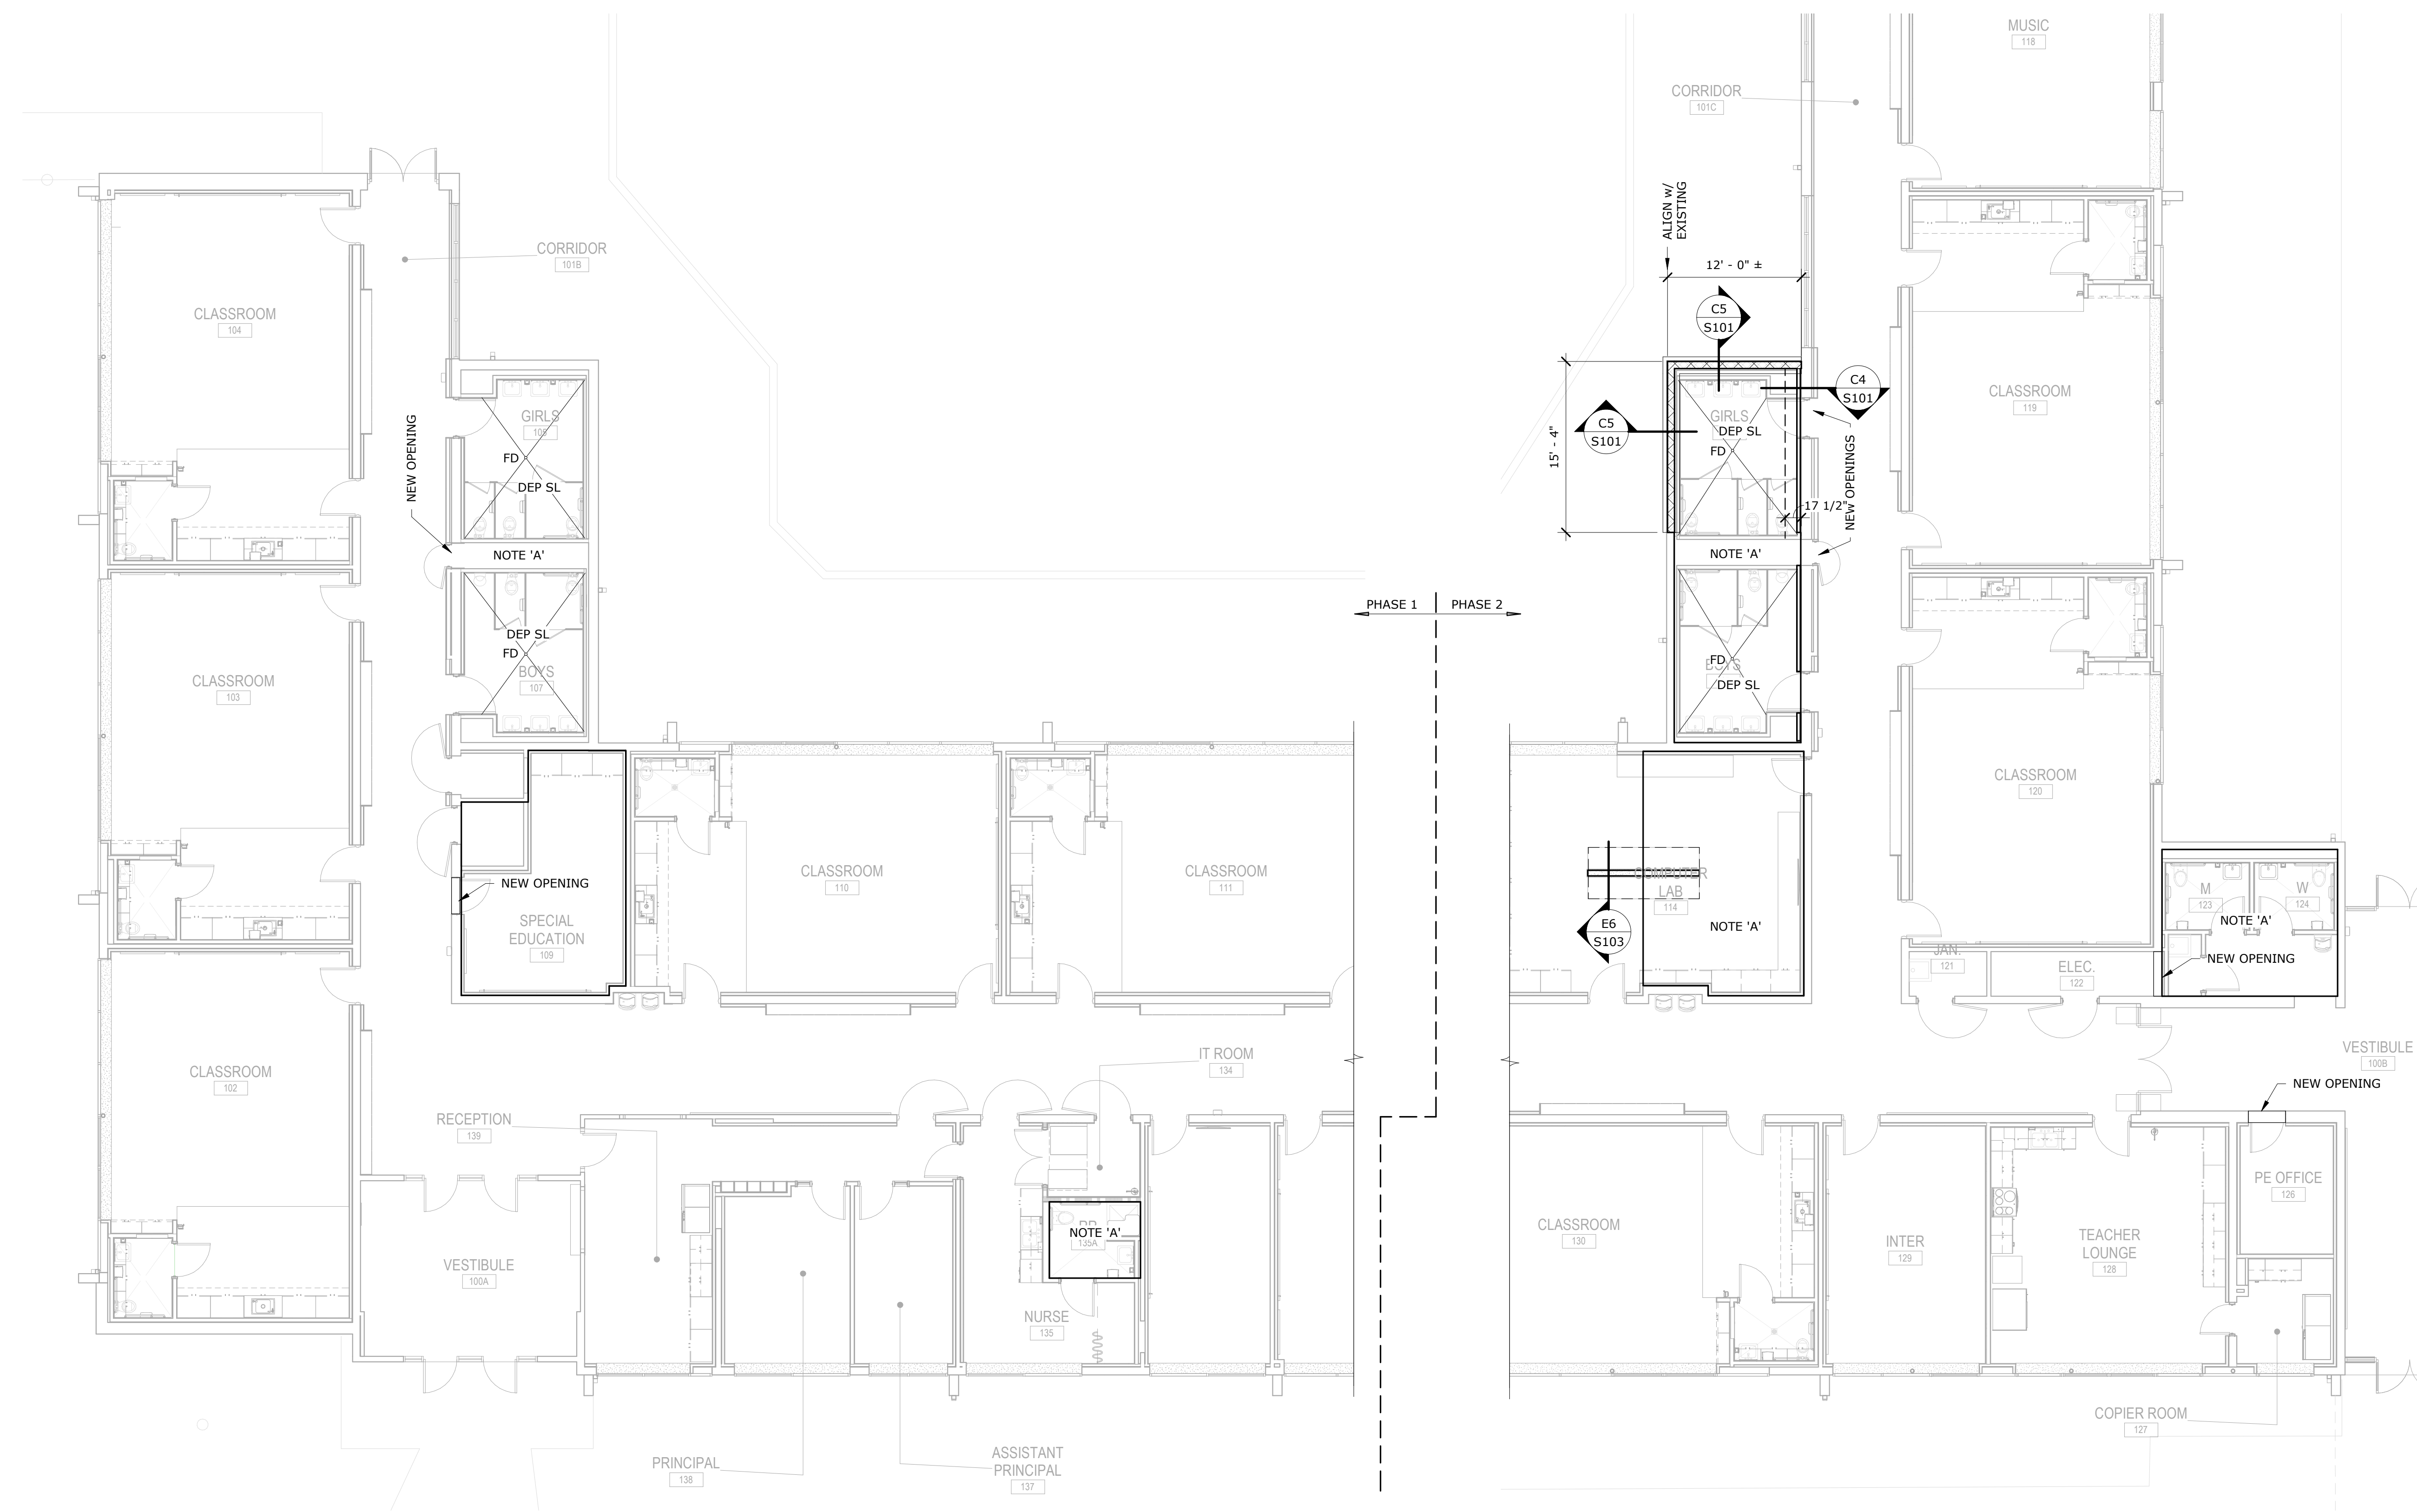 MUSIC
118
CORRIDOR
101C
ALIGN w/
EXISTING
CORRIDOR
101B
12' - 0" ±
CLASSROOM
104
C5
S101
15' - 4"
C4
S101
CLASSROOM
119
NEW OPENING
GIRLS
108
FD
DEP SL
C5
S101
GIRLS
DEP SL
FD
NEW OPENINGS
17 1/2"
NOTE 'A'
NOTE 'A'
PHASE 1
PHASE 2
DEP SL
FD
BOYS
107
FD
BOYS
DEP SL
CLASSROOM
103
CLASSROOM
120
CLASSROOM
110
CLASSROOM
111
COMPUTER
LAB
114
NOTE 'A'
E6
S103
NEW OPENING
SPECIAL
EDUCATION
109
M
123
W
124
NOTE 'A'
JAN.
121
ELEC.
122
NEW OPENING
CLASSROOM
102
IT ROOM
134
VESTIBULE
100B
NEW OPENING
RECEPTION
139
VESTIBULE
100A
RR
NOTE 'A'
135A
NURSE
135
CLASSROOM
130
INTER
129
TEACHER
LOUNGE
128
PE OFFICE
126
COPIER ROOM
127
PRINCIPAL
138
ASSISTANT
PRINCIPAL
137